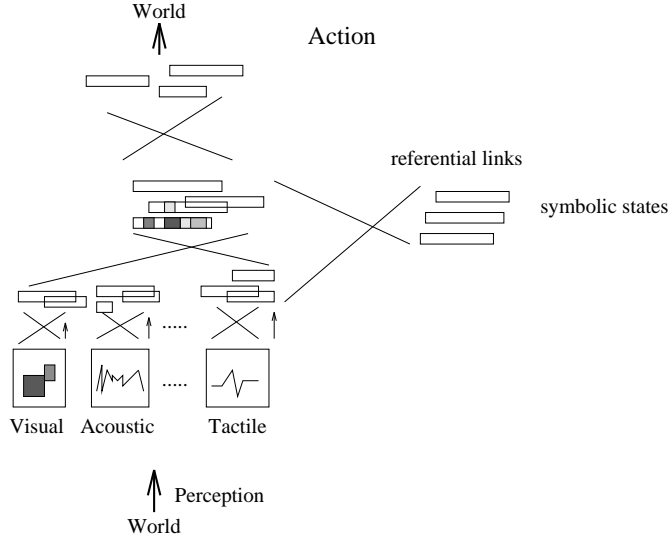 World
Action
referential links
symbolic states
.....
.....
Visual
Acoustic
Tactile
Perception
World